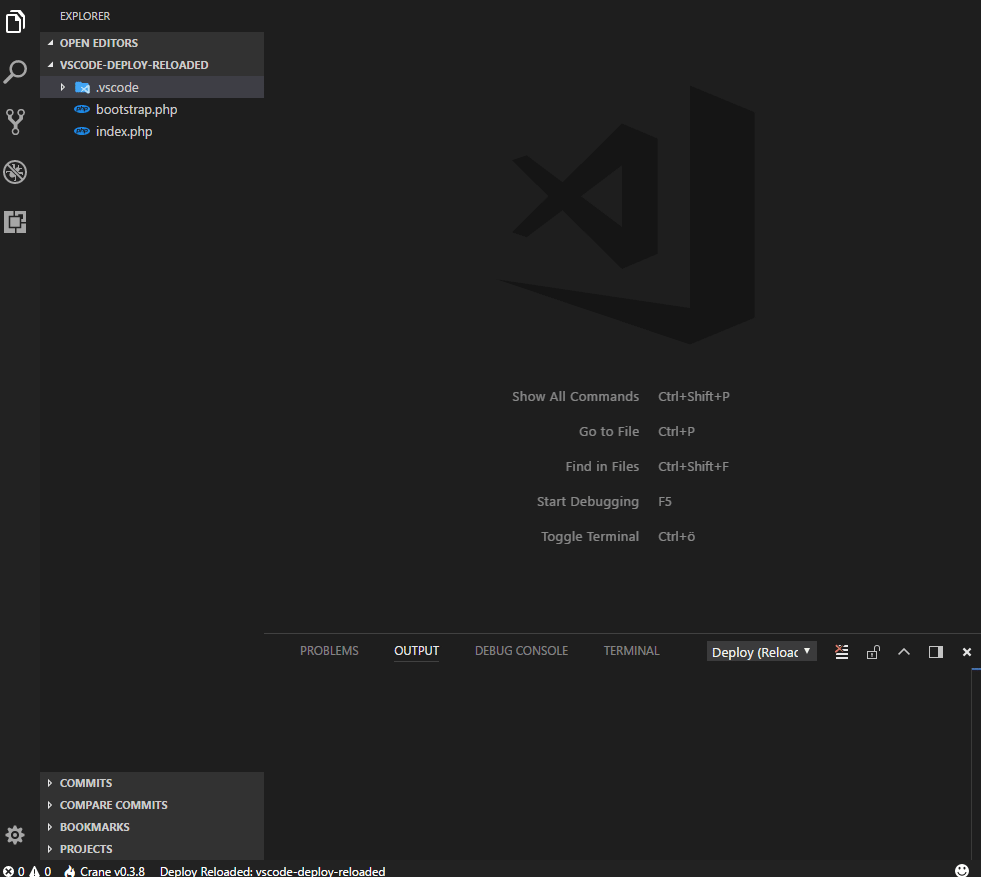 EXPLORER
OPEN EDITORS
VSCODE-DEPLOY-RELOADED
.vscode
php bootstrap.php
php index.php
Show All Commands Ctrl+Shift+P
Go to File Ctrl+P
Find in Files Ctrl+Shift+F
Start Debugging F5
Toggle Terminal Ctrl+ö
PROBLEMS OUTPUT DEBUG CONSOLE TERMINAL Deploy (Reloac
COMMITS
COMPARE COMMITS
BOOKMARKS
PROJECTS
0 0 Crane v0.3.8 Deploy Reloaded: vscode-deploy-reloaded